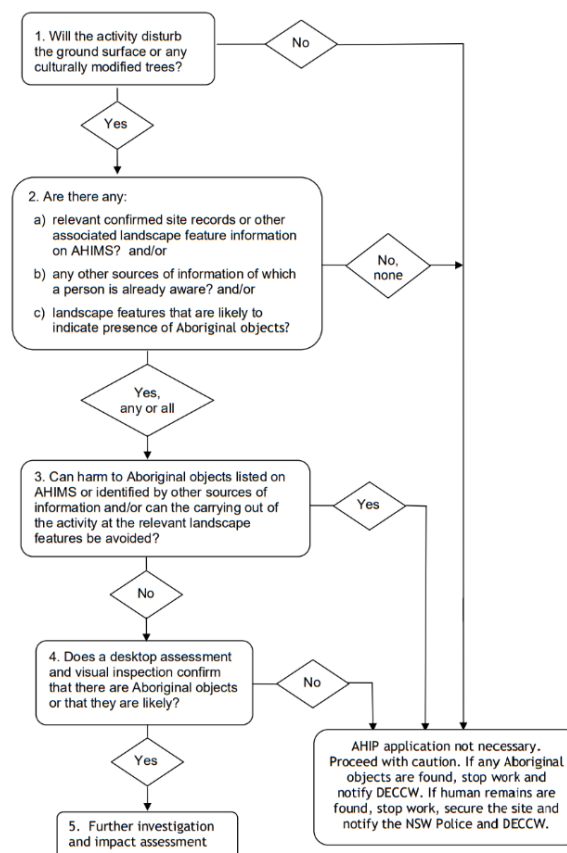 1. Will the activity disturb
the ground surface or any
culturally modified trees?
No
Yes
2. Are there any:
a) relevant confirmed site records or other
associated landscape feature information
on AHIMS? and/or
b) any other sources of information of which
a person is already aware? and/or
c) landscape features that are likely to
indicate presence of Aboriginal objects?
No,
none
Yes,
any or all
3. Can harm to Aboriginal objects listed on
AHIMS or identified by other sources of
information and/or can the carrying out of
the activity at the relevant landscape
features be avoided?
Yes
No
4. Does a desktop assessment
and visual inspection confirm
that there are Aboriginal objects
or that they are likely?
No
Yes
AHIP application not necessary.
Proceed with caution. If any Aboriginal
objects are found, stop work and
notify DECCW. If human remains are
found, stop work, secure the site and
notify the NSW Police and DECCW.
5. Further investigation
and impact assessment